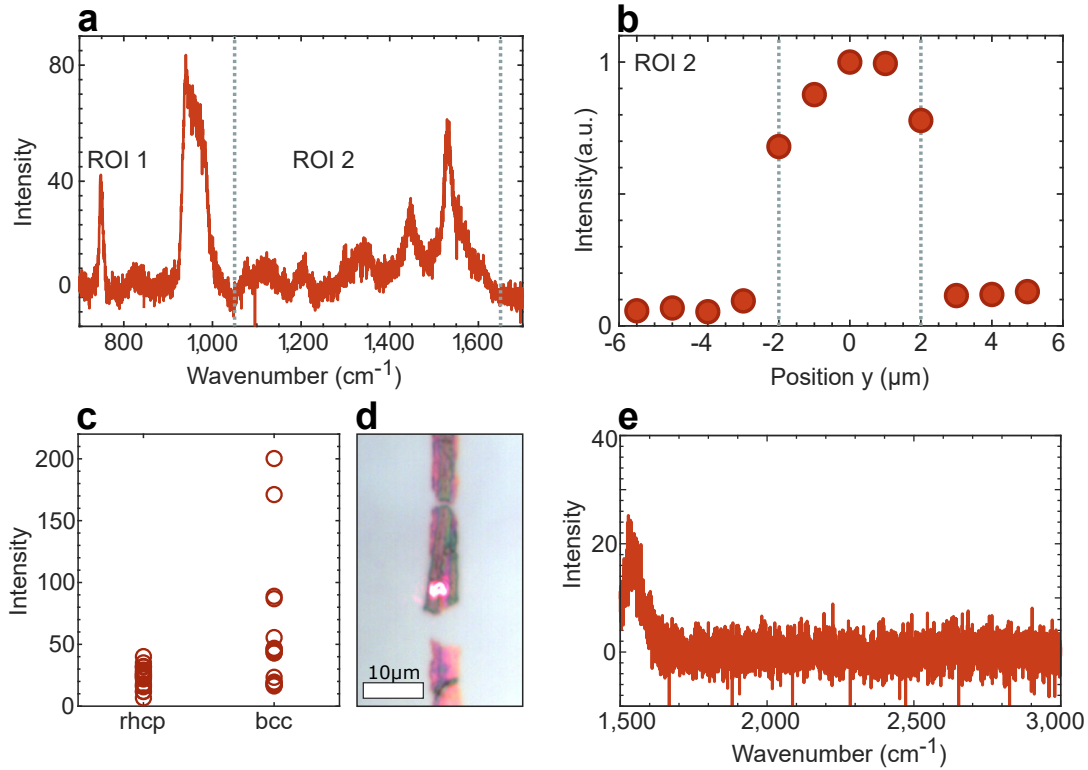 a
80
40
0
Intensity
ROI 1
ROI 2
800
1,000
1,200
1,400
1,600
Wavenumber (cm⁻¹)
b
ROI 2
1
0
Intensity(a.u.)
-6
-4
-2
0
2
4
6
Position y (μm)
c
200
150
100
50
0
Intensity
rhcp
bcc
d
10μm
e
40
20
0
Intensity
1,500
2,000
2,500
3,000
Wavenumber (cm⁻¹)